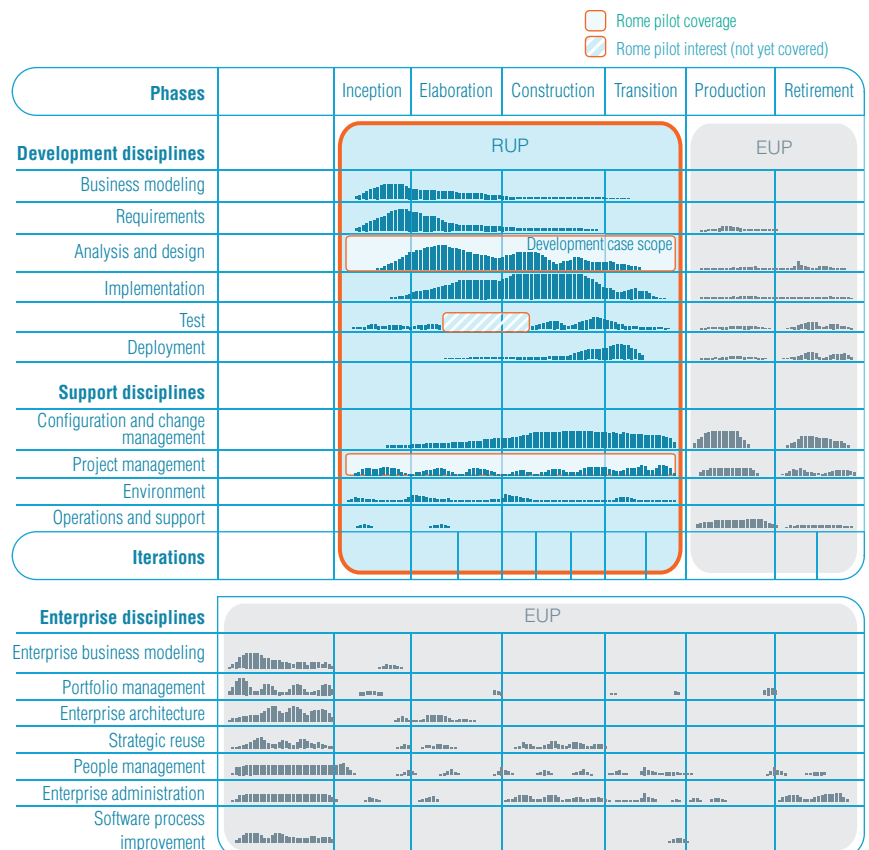 Rome pilot coverage
Rome pilot interest (not yet covered)
Phases
Inception
Elaboration
Construction
Transition
Production
Retirement
RUP
EUP
Development disciplines
Business modeling
Requirements
Analysis and design
Development case scope
Implementation
Test
Deployment
Support disciplines
Configuration and change
management
Project management
Environment
Operations and support
Iterations
Enterprise disciplines
EUP
Enterprise business modeling
Portfolio management
Enterprise architecture
Strategic reuse
People management
Enterprise administration
Software process
improvement